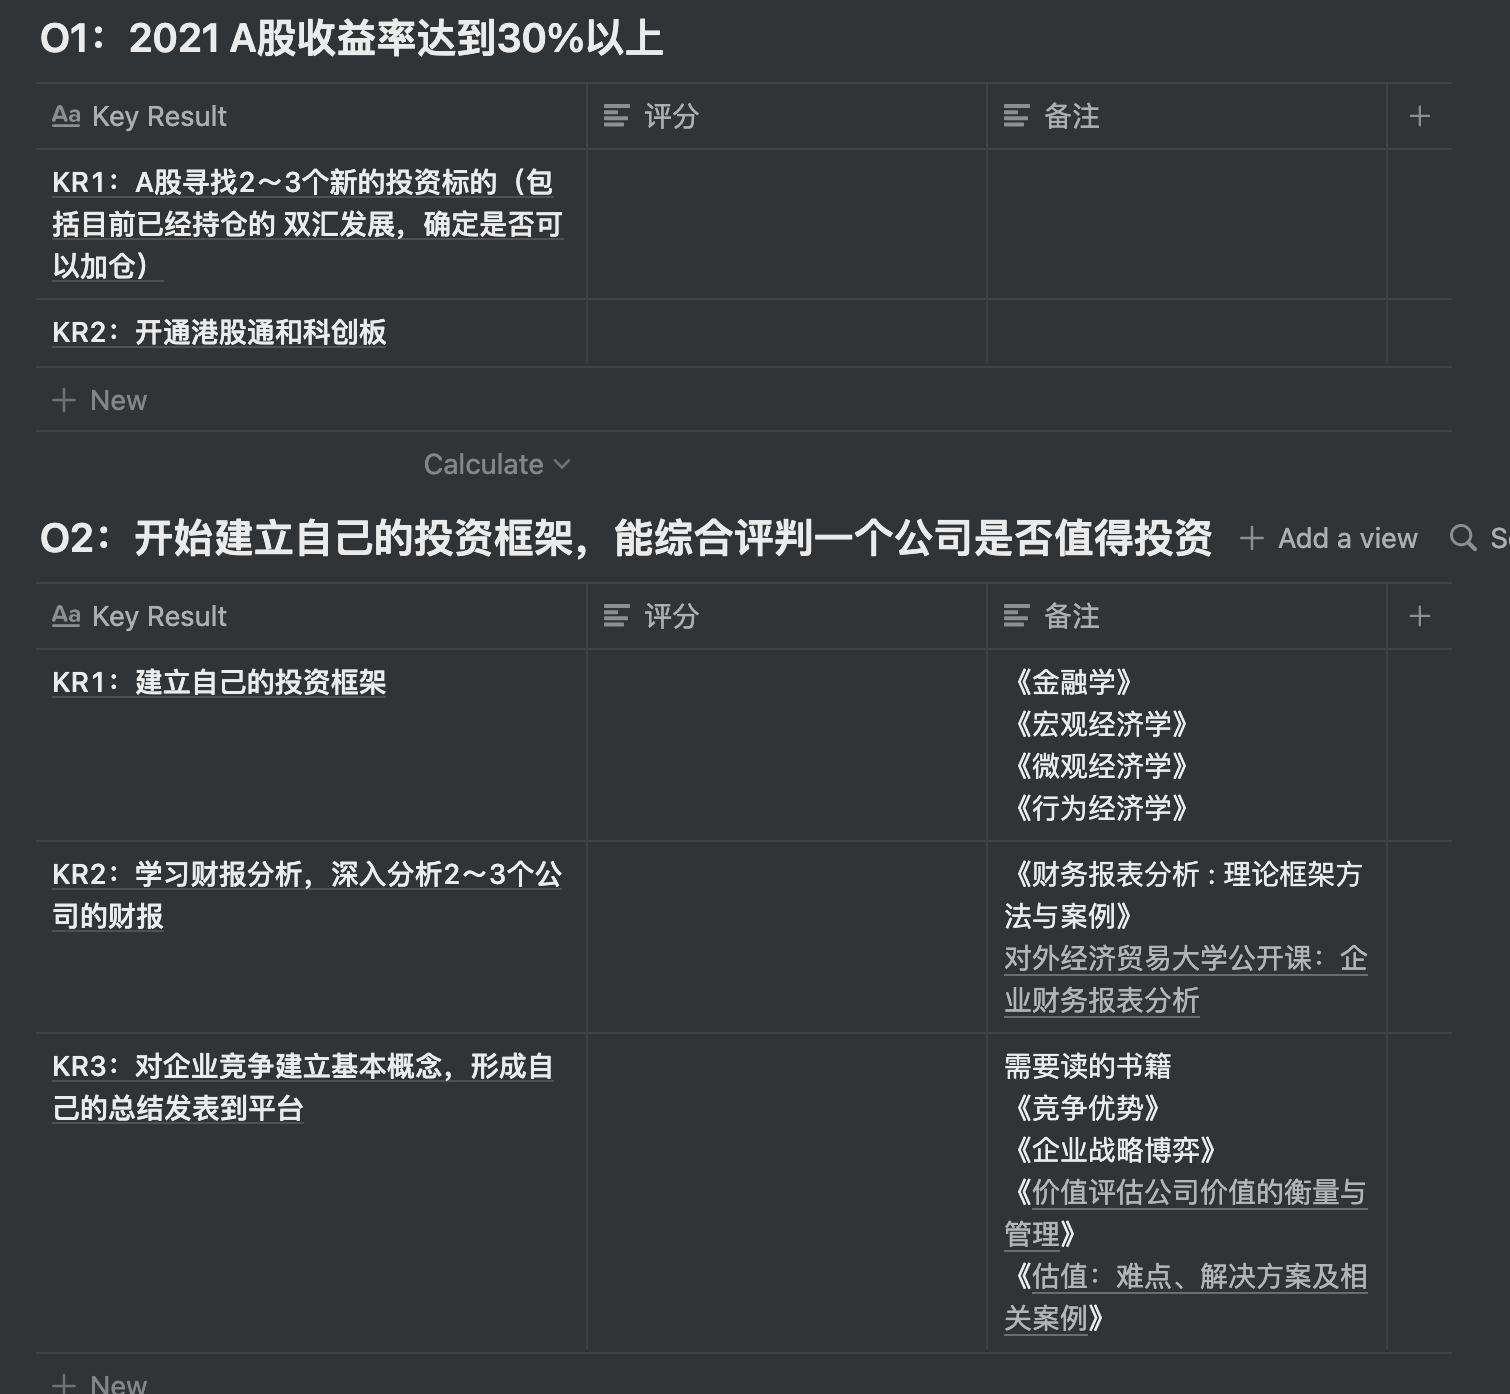 O1：2021 A股收益率达到30%以上
Aa Key Result
评分
备注
KR1：A股寻找2～3个新的投资标的（包
括目前已经持仓的 双汇发展，确定是否可
以加仓）
KR2：开通港股通和科创板
+ New
Calculate
O2：开始建立自己的投资框架，能综合评判一个公司是否值得投资
+ Add a view
Aa Key Result
评分
备注
KR1：建立自己的投资框架
《金融学》
《宏观经济学》
《微观经济学》
《行为经济学》
KR2：学习财报分析，深入分析2～3个公
司的财报
《财务报表分析 : 理论框架方
法与案例》
对外经济贸易大学公开课：企
业财务报表分析
KR3：对企业竞争建立基本概念，形成自
己的总结发表到平台
需要读的书籍
《竞争优势》
《企业战略博弈》
《价值评估公司价值的衡量与
管理》
《估值：难点、解决方案及相
关案例》
+ New